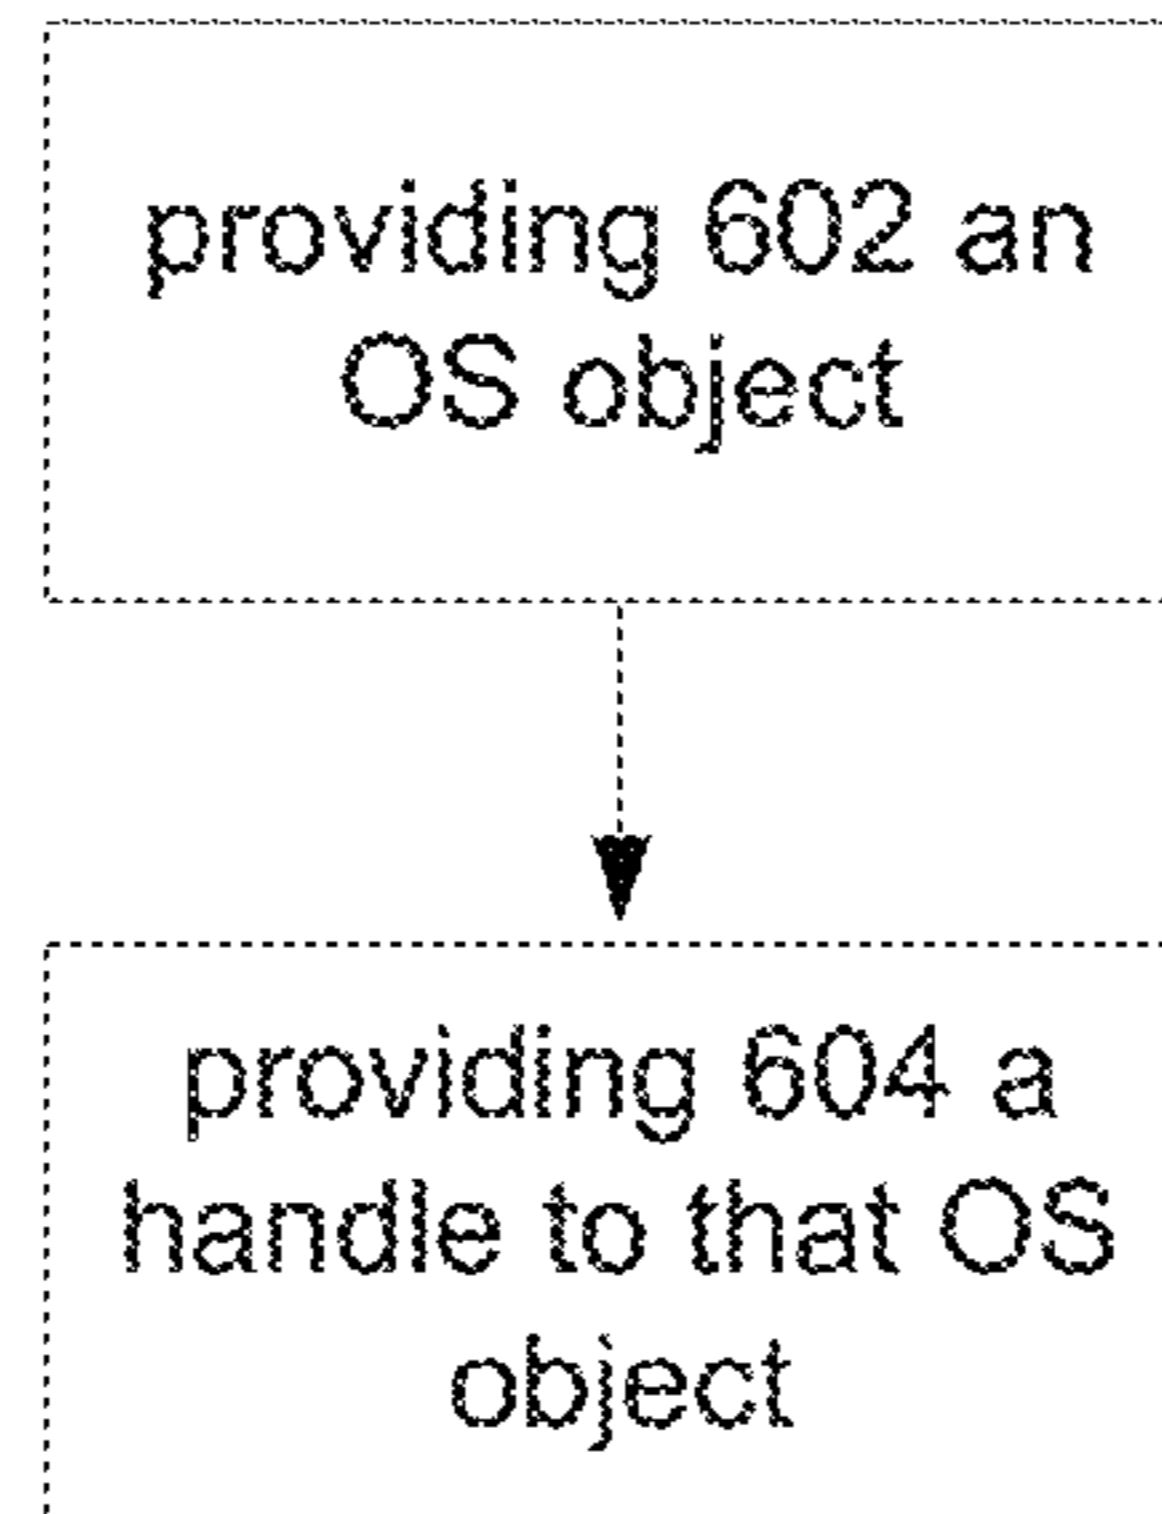 providing 602 an
OS object
providing 604 a
handle to that OS
object